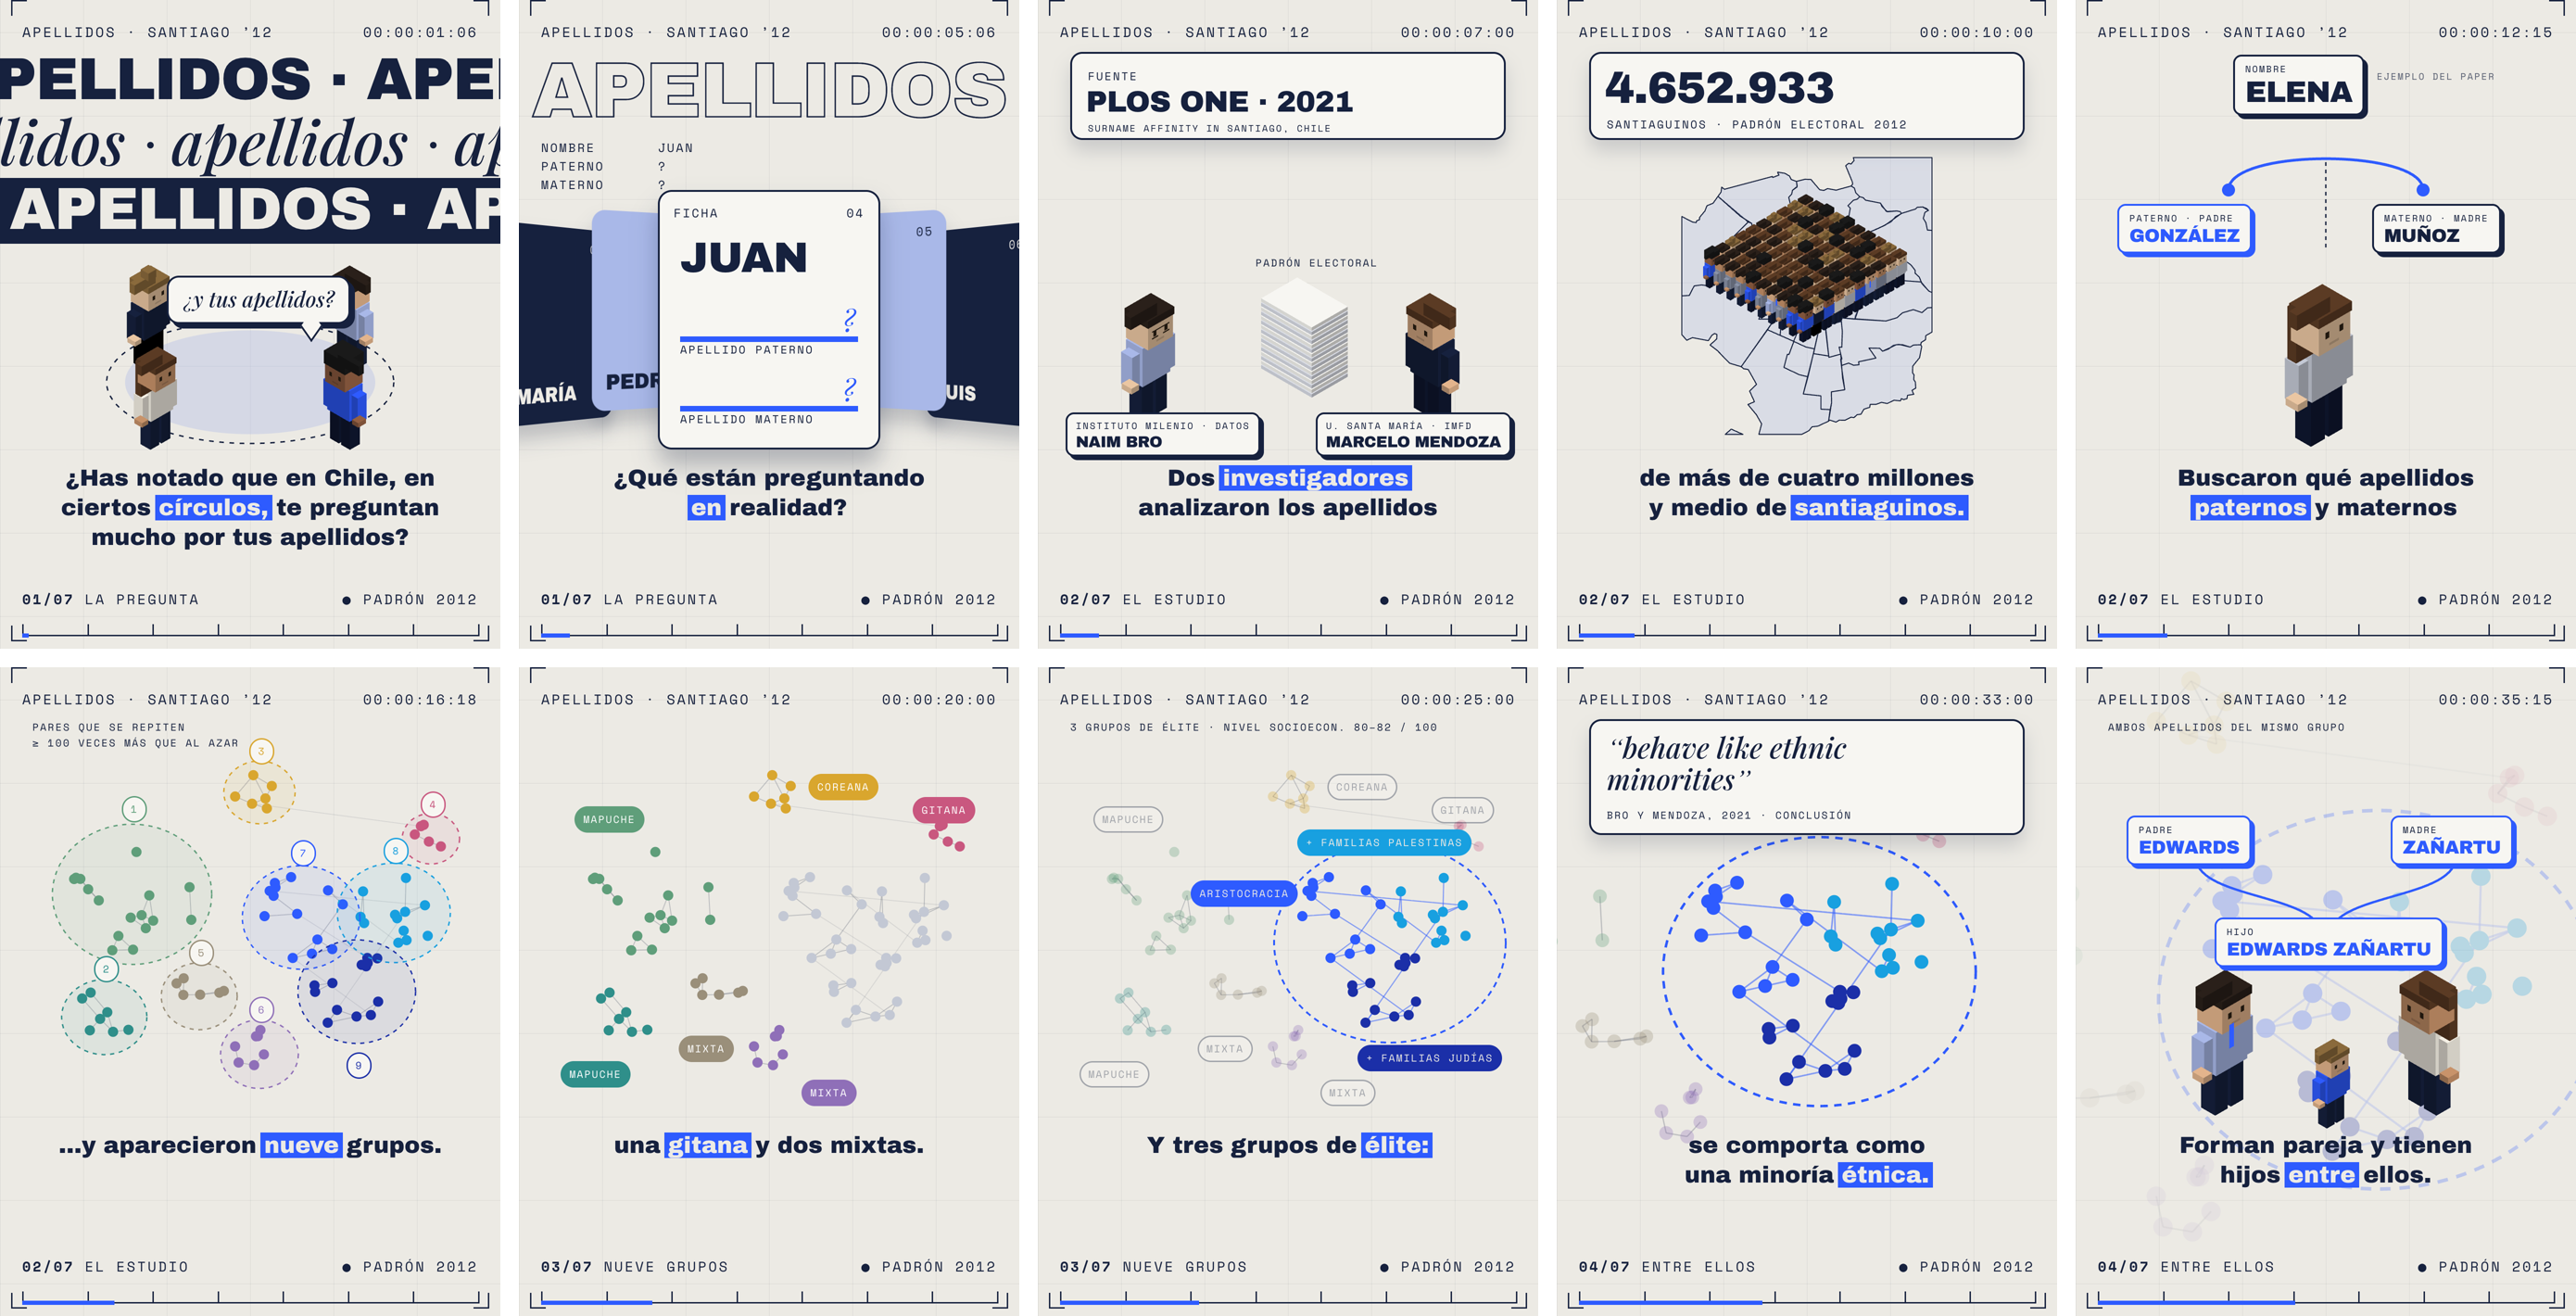 APELLIDOS · SANTIAGO ’12
00:00:01:06
PELLIDOS · APEL
llidos · apellidos · ap
APELLIDOS · AP
¿y tus apellidos?
¿Has notado que en Chile, en
ciertos círculos, te preguntan
mucho por tus apellidos?
01/07 LA PREGUNTA
● PADRÓN 2012
APELLIDOS · SANTIAGO ’12
00:00:05:06
APELLIDOS
NOMBRE JUAN
PATERNO ?
MATERNO ?
MARÍA
PEDR
FICHA 04
JUAN
?
APELLIDO PATERNO
?
APELLIDO MATERNO
05
UIS
¿Qué están preguntando
en realidad?
01/07 LA PREGUNTA
● PADRÓN 2012
APELLIDOS · SANTIAGO ’12
00:00:07:00
FUENTE
PLOS ONE · 2021
SURNAME AFFINITY IN SANTIAGO, CHILE
PADRÓN ELECTORAL
INSTITUTO MILENIO · DATOS
NAIM BRO
U. SANTA MARÍA · IMFD
MARCELO MENDOZA
Dos investigadores
analizaron los apellidos
02/07 EL ESTUDIO
● PADRÓN 2012
APELLIDOS · SANTIAGO ’12
00:00:10:00
4.652.933
SANTIAGUINOS · PADRÓN ELECTORAL 2012
de más de cuatro millones
y medio de santiaguinos.
02/07 EL ESTUDIO
● PADRÓN 2012
APELLIDOS · SANTIAGO ’12
00:00:12:15
NOMBRE
ELENA
EJEMPLO DEL PAPER
PATERNO · PADRE
GONZÁLEZ
MATERNO · MADRE
MUÑOZ
Buscaron qué apellidos
paternos y maternos
02/07 EL ESTUDIO
● PADRÓN 2012
APELLIDOS · SANTIAGO ’12
00:00:16:18
PARES QUE SE REPITEN
≥ 100 VECES MÁS QUE AL AZAR
3
1
4
7
8
5
2
6
9
...y aparecieron nueve grupos.
02/07 EL ESTUDIO
● PADRÓN 2012
APELLIDOS · SANTIAGO ’12
00:00:20:00
COREANA
GITANA
MAPUCHE
MIXTA
MAPUCHE
MIXTA
una gitana y dos mixtas.
03/07 NUEVE GRUPOS
● PADRÓN 2012
APELLIDOS · SANTIAGO ’12
00:00:25:00
3 GRUPOS DE ÉLITE · NIVEL SOCIOECON. 80–82 / 100
COREANA
GITANA
MAPUCHE
+ FAMILIAS PALESTINAS
ARISTOCRACIA
MIXTA
+ FAMILIAS JUDÍAS
MAPUCHE
MIXTA
Y tres grupos de élite:
03/07 NUEVE GRUPOS
● PADRÓN 2012
APELLIDOS · SANTIAGO ’12
00:00:33:00
“behave like ethnic
minorities”
BRO Y MENDOZA, 2021 · CONCLUSIÓN
se comporta como
una minoría étnica.
04/07 ENTRE ELLOS
● PADRÓN 2012
APELLIDOS · SANTIAGO ’12
00:00:35:15
AMBOS APELLIDOS DEL MISMO GRUPO
PADRE
EDWARDS
MADRE
ZAÑARTU
HIJO
EDWARDS ZAÑARTU
Forman pareja y tienen
hijos entre ellos.
04/07 ENTRE ELLOS
● PADRÓN 2012